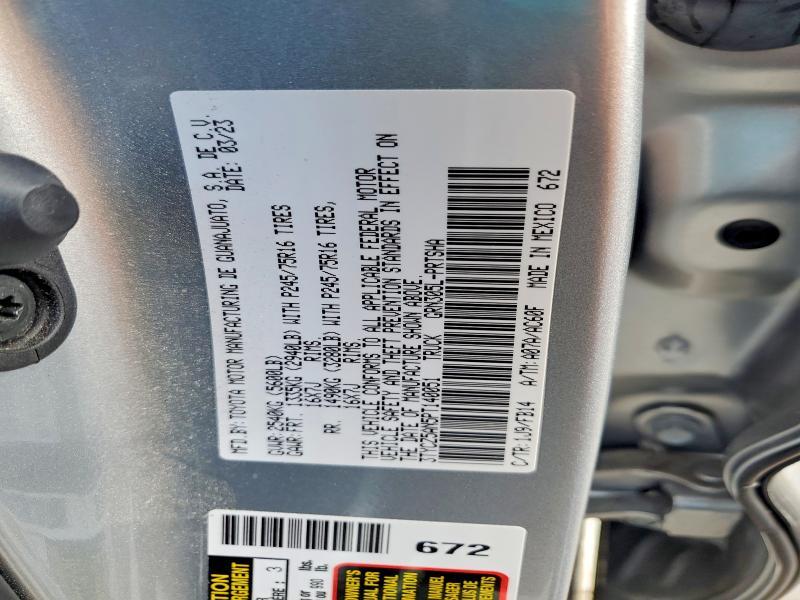 MFD.BY: TOYOTA MOTOR MANUFACTURING DE GUANAJUATO, S.A. DE C.V.
DATE: 03/23
GVWR:2540KG(5600LB)
GAWR:FRT. 1335KG (2940LB) WITH P245/75R16 TIRES
16X7J RIMS,
RR. 1490KG (3280LB) WITH P245/75R16 TIRES,
16X7J RIMS.
THIS VEHICLE CONFORMS TO ALL APPLICABLE FEDERAL MOTOR
VEHICLE SAFETY AND THEFT PREVENTION STANDARDS IN EFFECT ON
THE DATE OF MANUFACTURE SHOWN ABOVE.
3TYCZ5AN5PT140051 TRUCK GRN305L-PRTSHA
C/TR:1J9/FB14 A/TM:A07A/AC60F MADE IN MEXICO 672
672